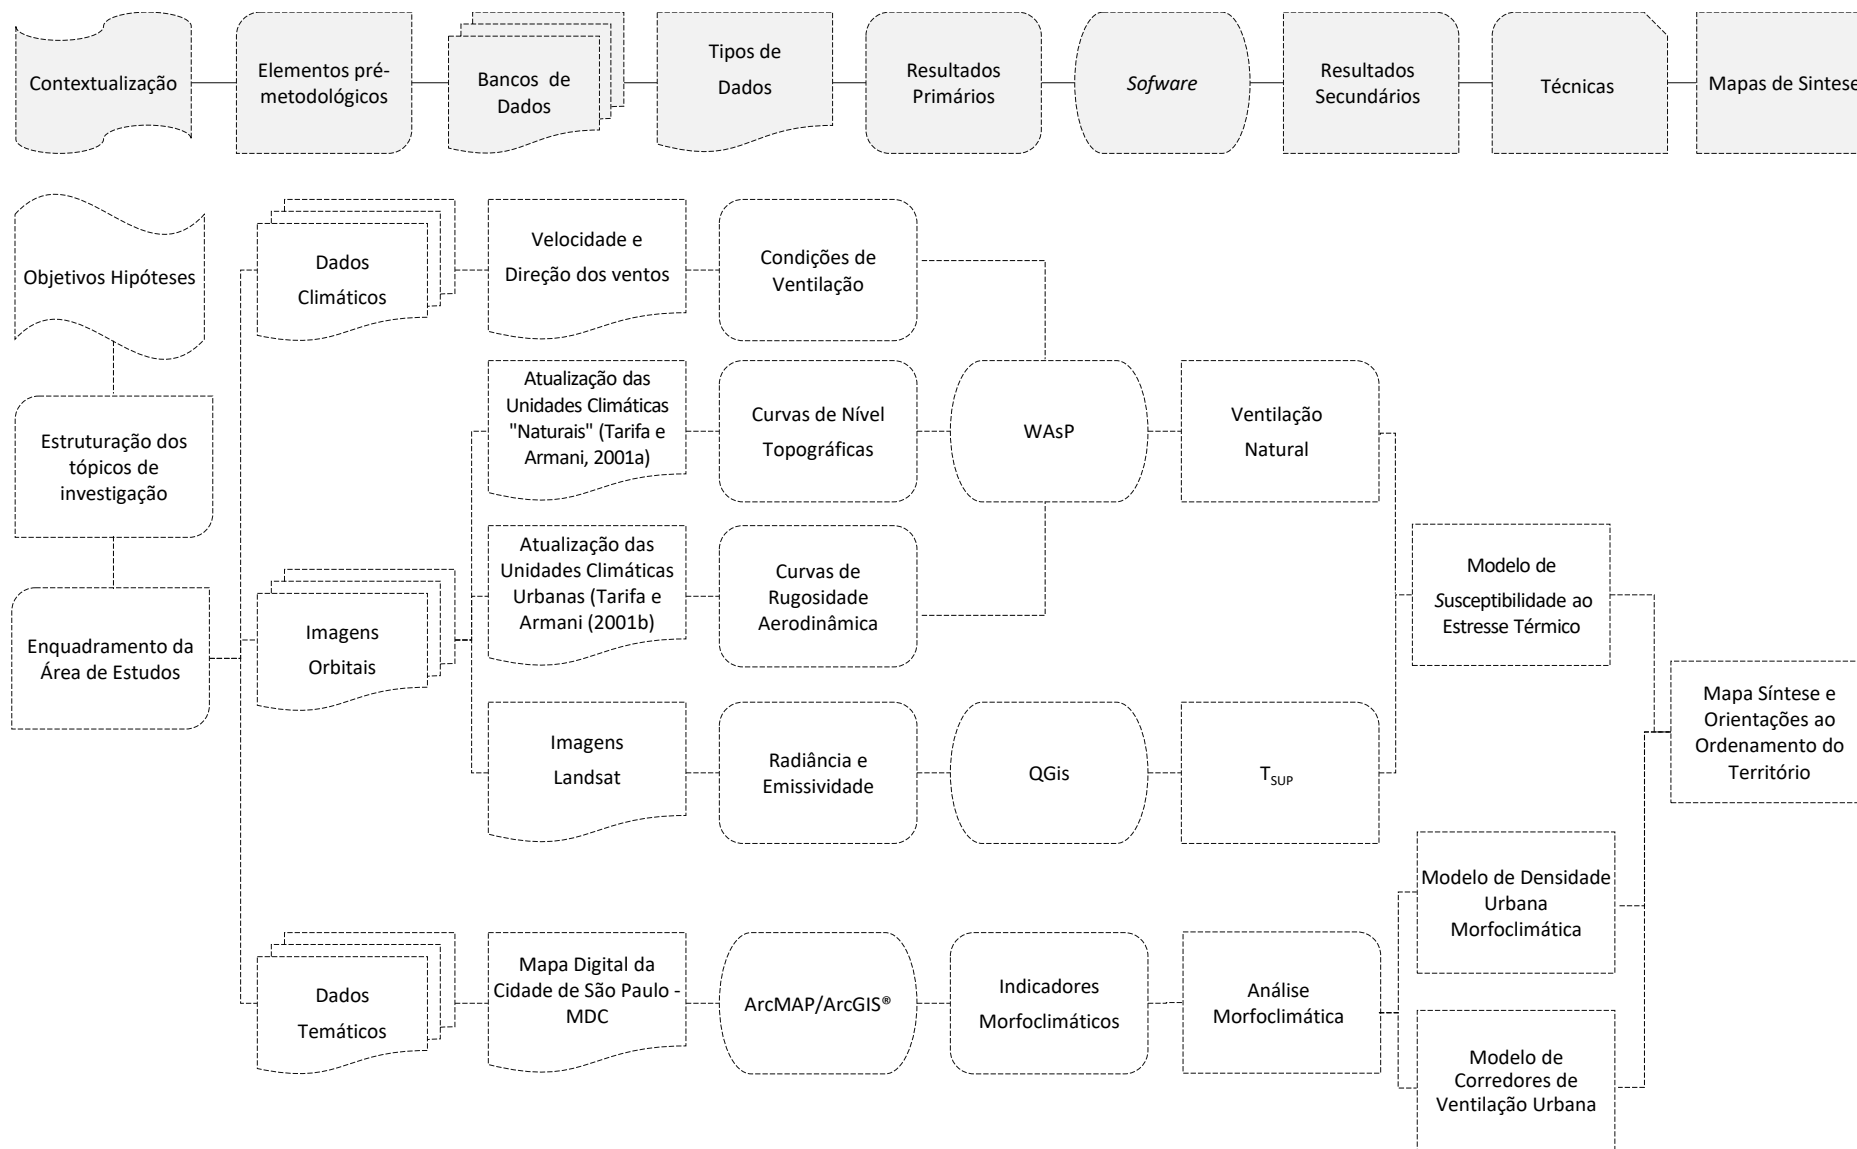 Contextualização
Elementos pré-
metodológicos
Bancos de
Dados
Tipos de
Dados
Resultados
Primários
Sofware
Resultados
Secundários
Técnicas
Mapas de Sintese
Objetivos Hipóteses
Estruturação dos
tópicos de
investigação
Enquadramento da
Área de Estudos
Dados
Climáticos
Velocidade e
Direção dos ventos
Condições de
Ventilação
Atualização das
Unidades Climáticas
"Naturais" (Tarifa e
Armani, 2001a)
Curvas de Nível
Topográficas
WAsP
Ventilação
Natural
Imagens
Orbitais
Atualização das
Unidades Climáticas
Urbanas (Tarifa e
Armani (2001b)
Curvas de
Rugosidade
Aerodinâmica
Imagens
Landsat
Radiância e
Emissividade
QGis
TSUP
Modelo de
Susceptibilidade ao
Estresse Térmico
Dados
Temáticos
Mapa Digital da
Cidade de São Paulo -
MDC
ArcMAP/ArcGIS®
Indicadores
Morfoclimáticos
Análise
Morfoclimática
Modelo de Densidade
Urbana
Morfoclimática
Modelo de
Corredores de
Ventilação Urbana
Mapa Síntese e
Orientações ao
Ordenamento do
Território